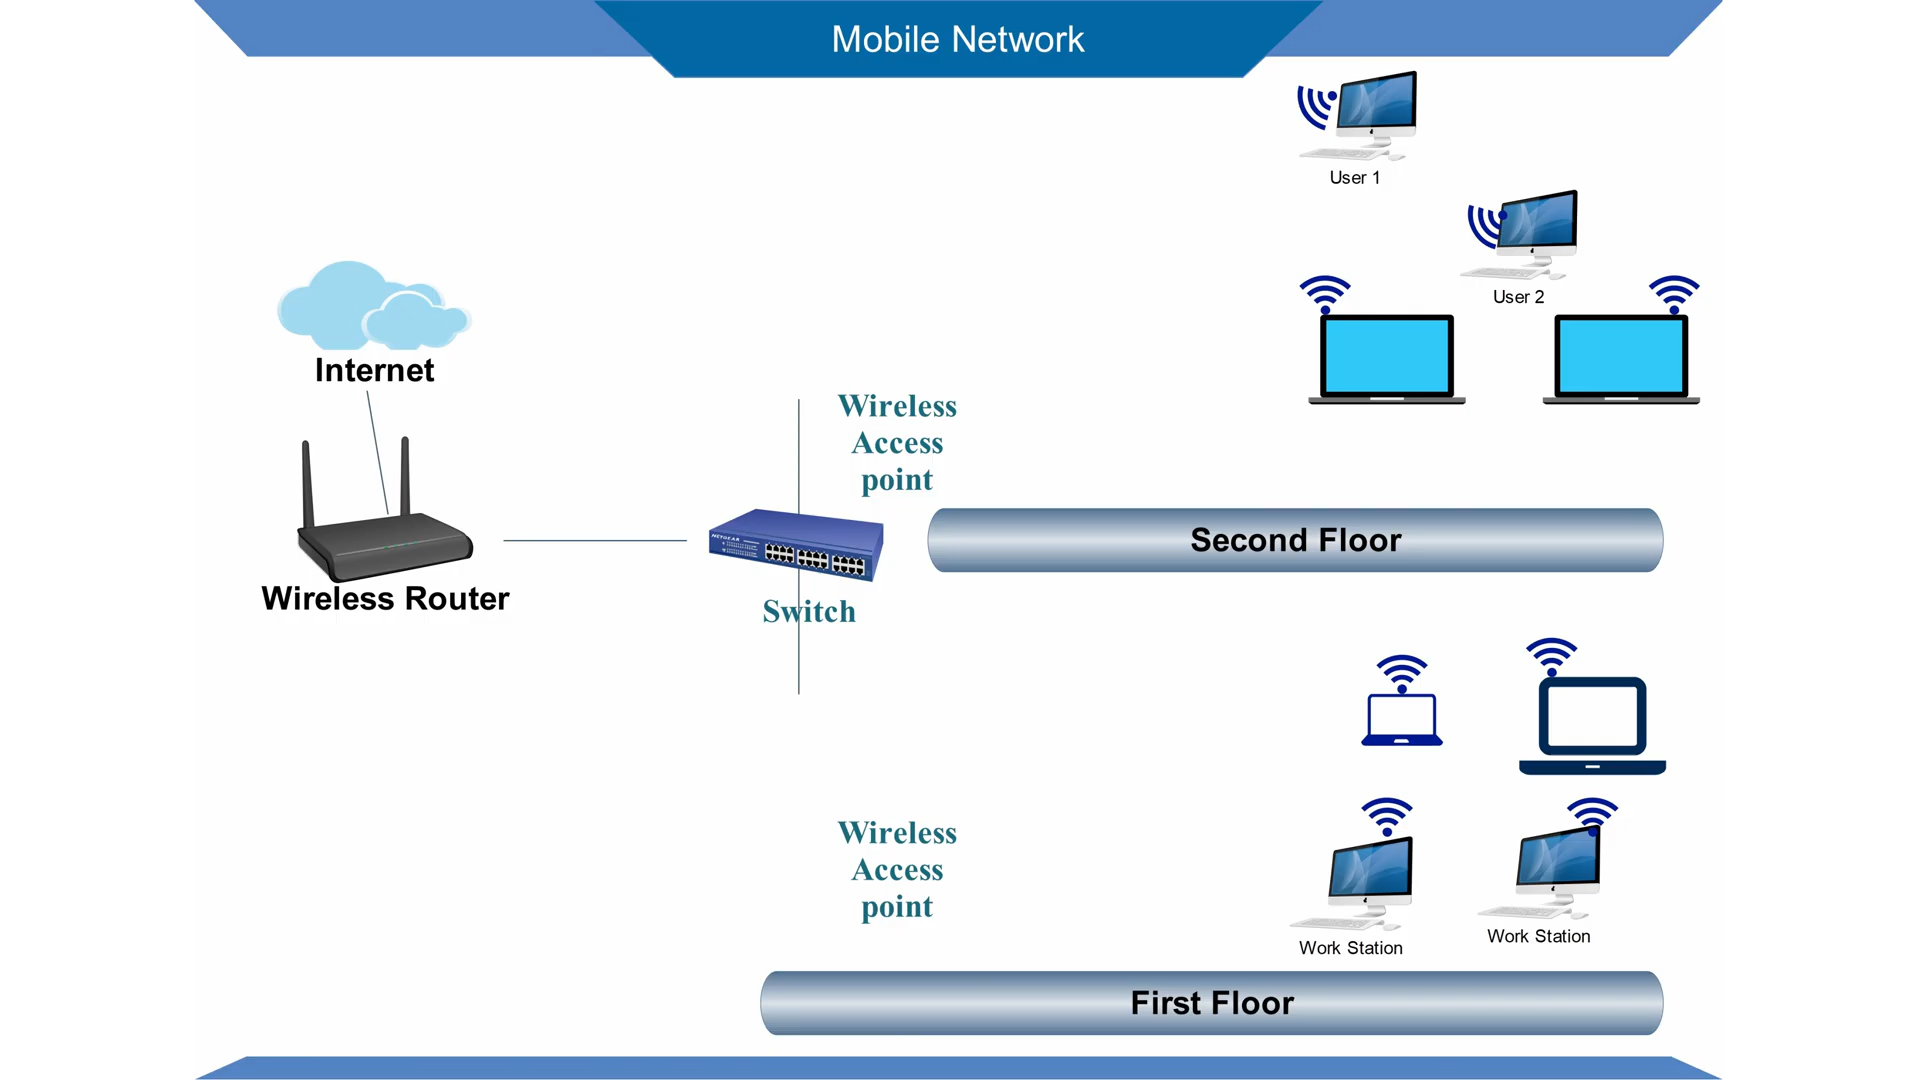 Mobile Network
User 1
User 2
Internet
Wireless
Access
point
NETGEAR
Second Floor
Wireless Router
Switch
Wireless
Access
point
Work Station
Work Station
First Floor